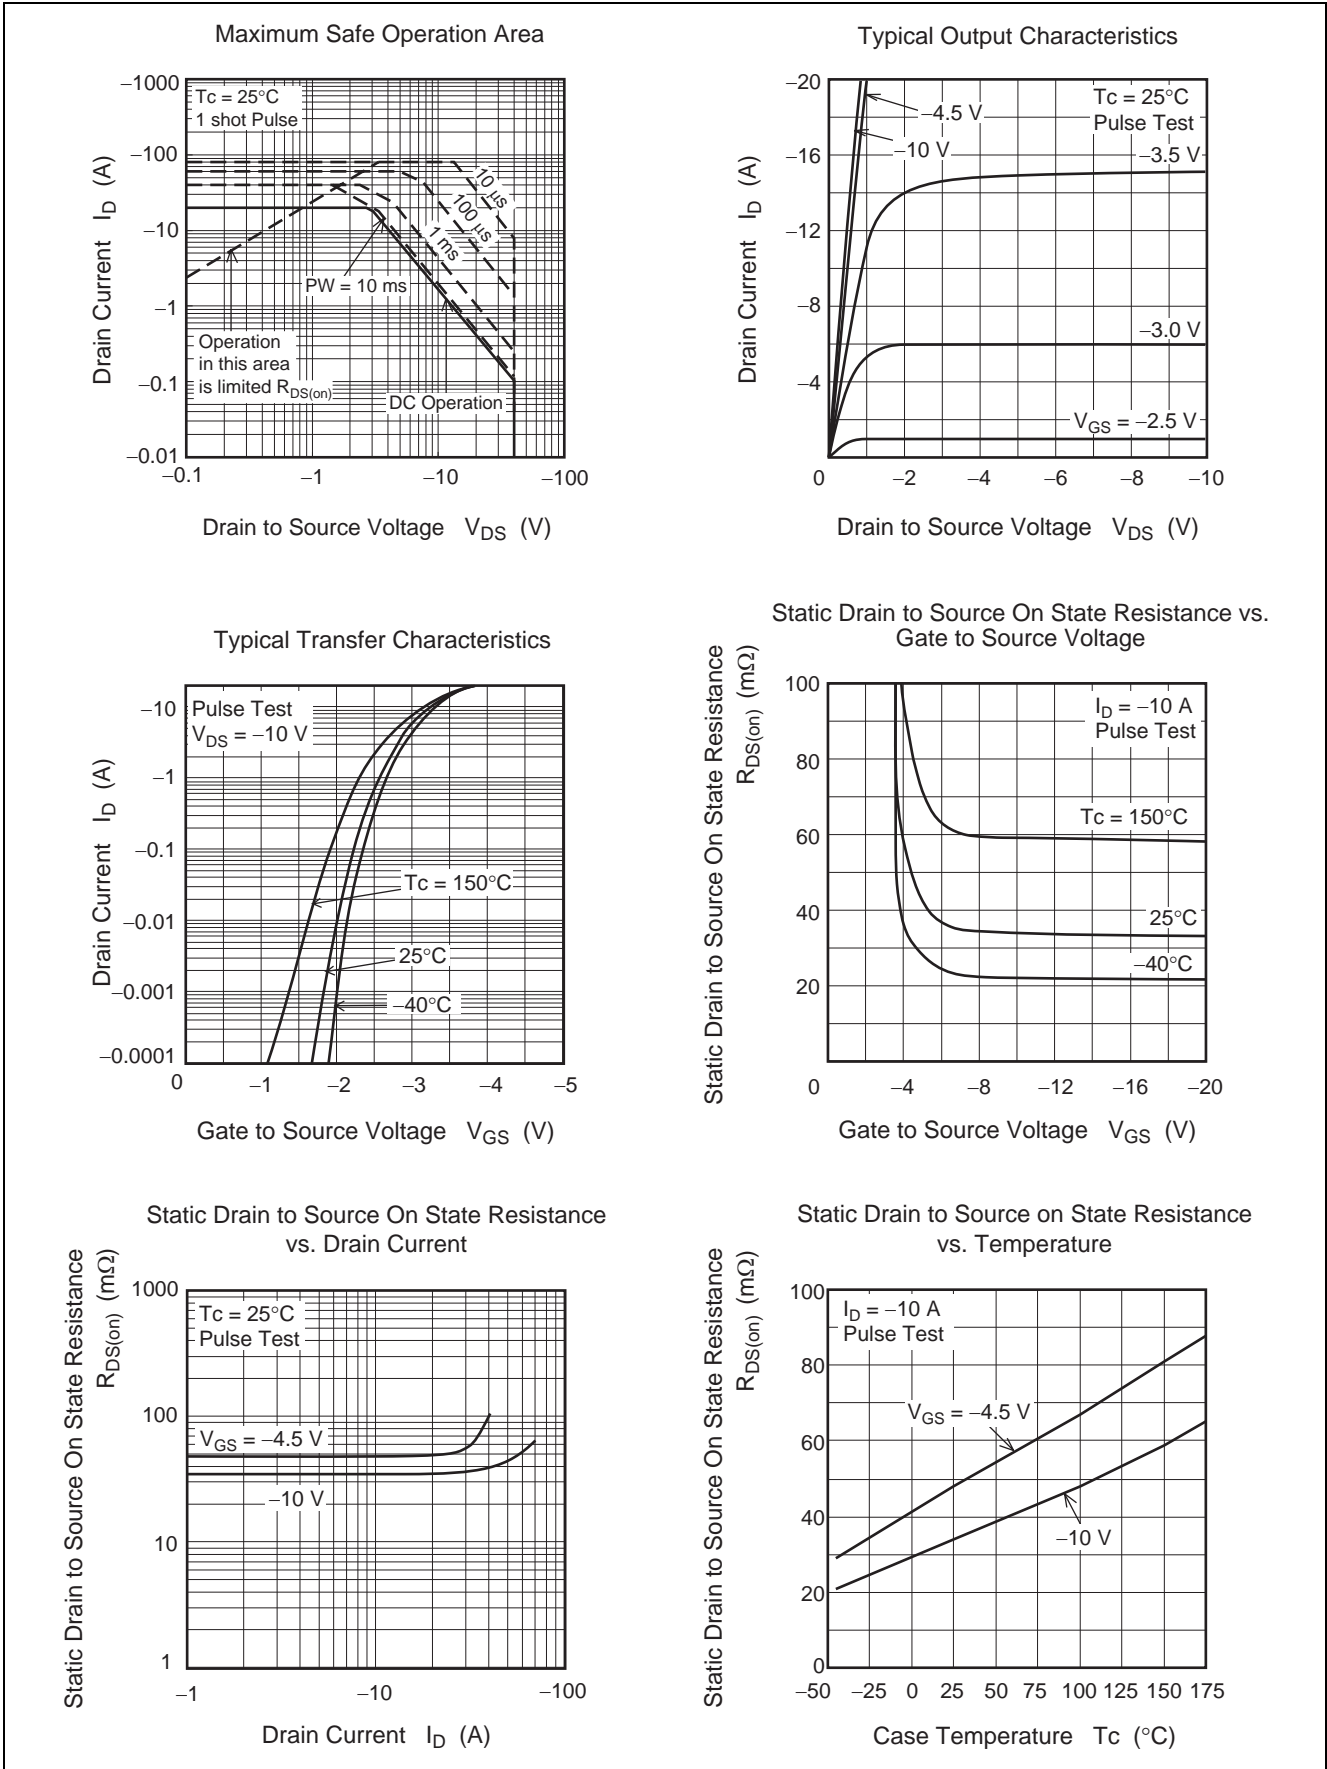 Maximum Safe Operation Area
−1000
−100
−10
−1
−0.1
−0.01
Drain Current I_D (A)
Tc = 25°C
1 shot Pulse
10 μs
100 μs
1 ms
PW = 10 ms
Operation
in this area
is limited R_DS(on)
DC Operation
−0.1
−1
−10
−100
Drain to Source Voltage V_DS (V)
Typical Output Characteristics
−20
−16
−12
−8
−4
Drain Current I_D (A)
Tc = 25°C
Pulse Test
−4.5 V
−10 V
−3.5 V
−3.0 V
V_GS = −2.5 V
0
−2
−4
−6
−8
−10
Drain to Source Voltage V_DS (V)
Typical Transfer Characteristics
−10
−1
−0.1
−0.01
−0.001
−0.0001
Drain Current I_D (A)
Pulse Test
V_DS = −10 V
Tc = 150°C
25°C
−40°C
0
−1
−2
−3
−4
−5
Gate to Source Voltage V_GS (V)
Static Drain to Source On State Resistance vs.
Gate to Source Voltage
Static Drain to Source On State Resistance
R_DS(on) (mΩ)
100
80
60
40
20
I_D = −10 A
Pulse Test
Tc = 150°C
25°C
−40°C
0
−4
−8
−12
−16
−20
Gate to Source Voltage V_GS (V)
Static Drain to Source On State Resistance
vs. Drain Current
Static Drain to Source On State Resistance
R_DS(on) (mΩ)
1000
100
10
1
Tc = 25°C
Pulse Test
V_GS = −4.5 V
−10 V
−1
−10
−100
Drain Current I_D (A)
Static Drain to Source on State Resistance
vs. Temperature
Static Drain to Source On State Resistance
R_DS(on) (mΩ)
100
80
60
40
20
0
I_D = −10 A
Pulse Test
V_GS = −4.5 V
−10 V
−50
−25
0
25
50
75
100
125
150
175
Case Temperature Tc (°C)